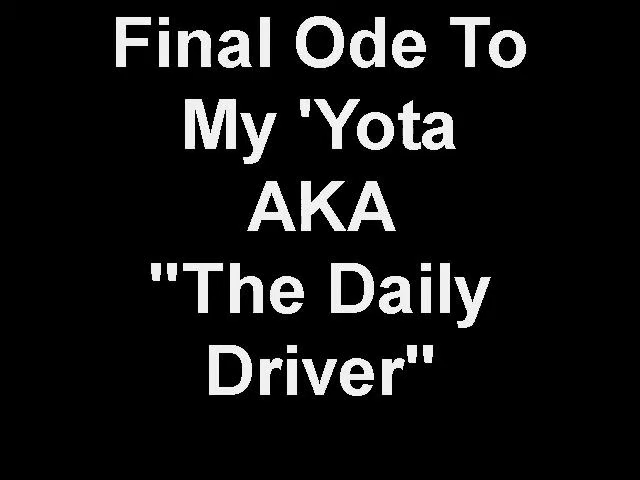 Final Ode To
My 'Yota
AKA
"The Daily
Driver"